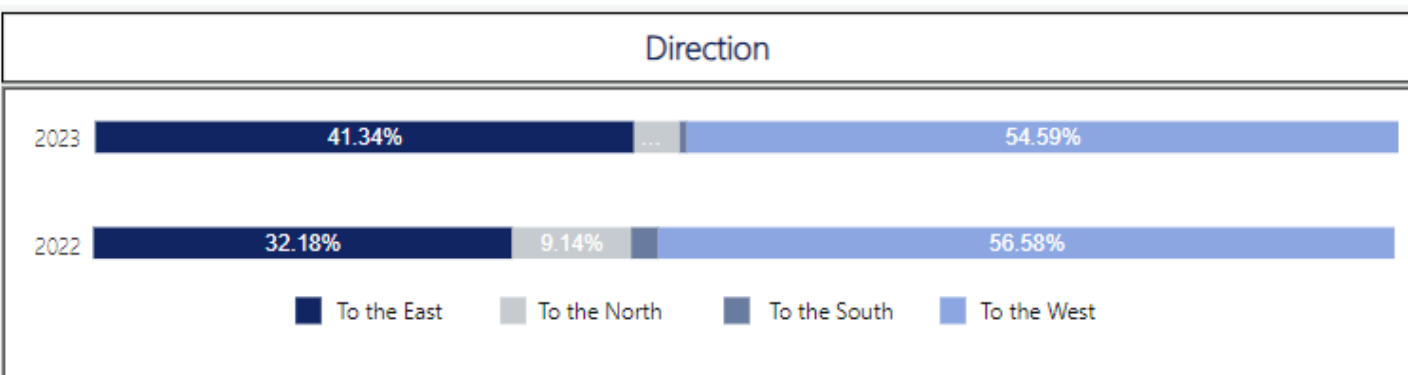 Direction
2023 41.34% ... 54.59%
2022 32.18% 9.14% 56.58%
To the East To the North To the South To the West